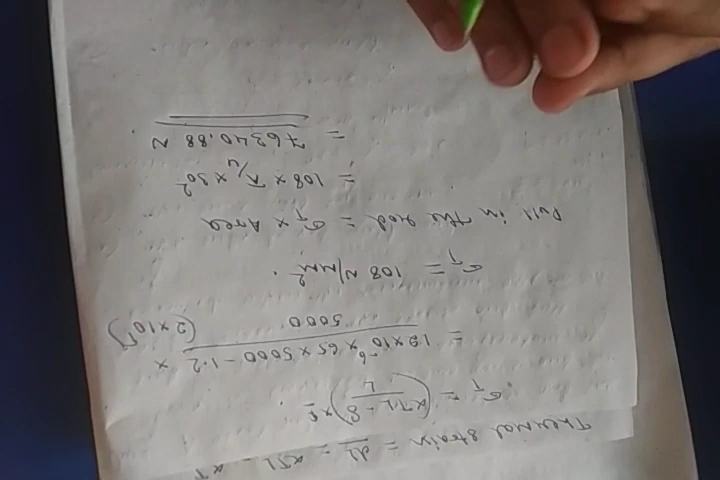 Thermal strain = dL = αTL - αT
σT = (αTL - δ / L) × E
= 12×10⁻⁶ × 65 × 5000 - 1.2 / 5000 × (2×10⁵)
σT = 108 N/mm².
Pull in the rod = σT × Area
= 108 × π/4 × 30²
= 76340.88 N